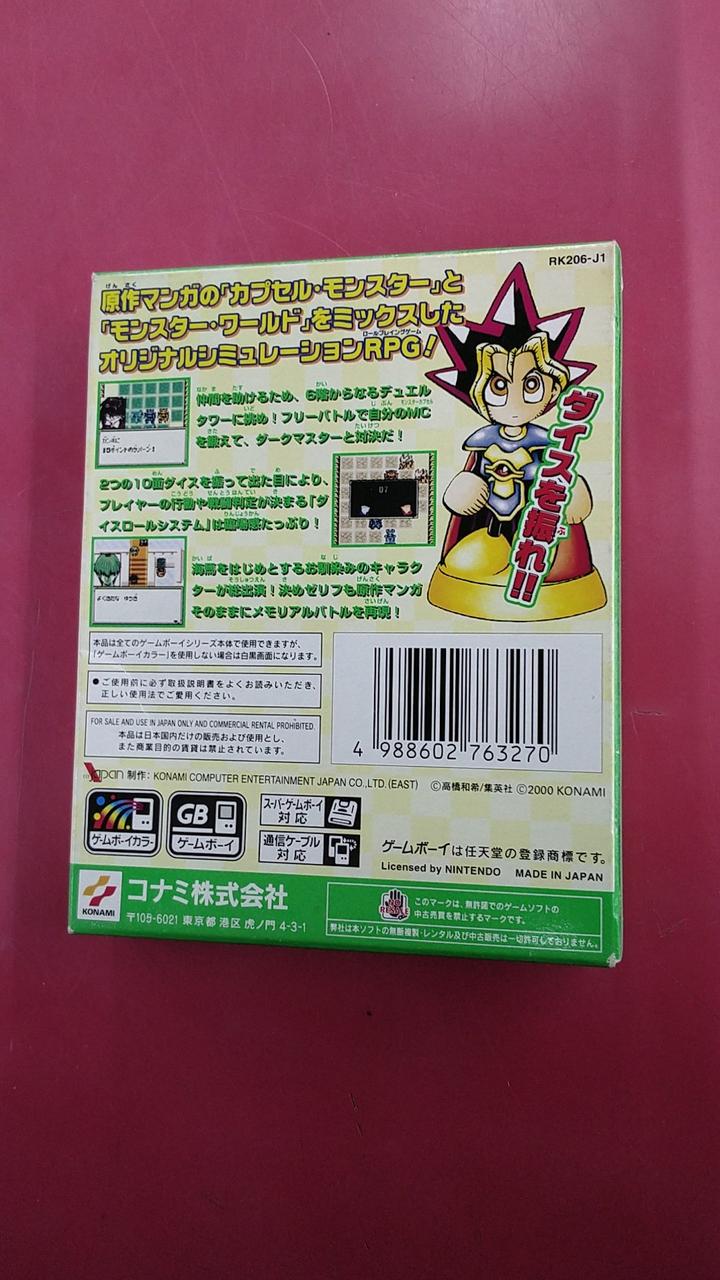 RK206-J1
原作マンガの「カプセル・モンスター」と
「モンスター・ワールド」をミックスした
オリジナルシミュレーションRPG!
仲間を助けるため、6階からなるデュエル
タワーに挑め!フリーバトルで自分のMC
を鍛えて、ダークマスターと対決だ!
2つの10面ダイスを振って出た目により、
プレイヤーの行動や戦闘判定が決まる「ダ
イスロールシステム」は臨場感たっぷり!
海馬をはじめとするお馴染みのキャラク
ターが総出演!決めゼリフも原作マンガ
そのままにメモリアルバトルを再現!
ダイスを振れ!!
本品は全てのゲームボーイシリーズ本体で使用できますが、
「ゲームボーイカラー」を使用しない場合は白黒画面になります。
●ご使用前に必ず取扱説明書をよくお読みいただき、
正しい使用法でご愛用ください。
FOR SALE AND USE IN JAPAN ONLY AND COMMERCIAL RENTAL PROHIBITED.
本品は日本国内だけの販売および使用とし、
また商業目的の賃貸は禁止されています。
4 988602 763270
Japan 制作: KONAMI COMPUTER ENTERTAINMENT JAPAN CO.,LTD.(EAST) ©高橋和希/集英社 ©2000 KONAMI
ゲームボーイカラー
GB
ゲームボーイ
スーパーゲームボーイ
対応
通信ケーブル
対応
ゲームボーイは任天堂の登録商標です。
Licensed by NINTENDO MADE IN JAPAN
KONAMI
コナミ株式会社
〒105-6021 東京都 港区 虎ノ門 4-3-1
このマークは、無許諾でのゲームソフトの
中古売買を禁止するマークです。
弊社は本ソフトの無断複製・レンタル及び中古販売は一切許可しておりません。